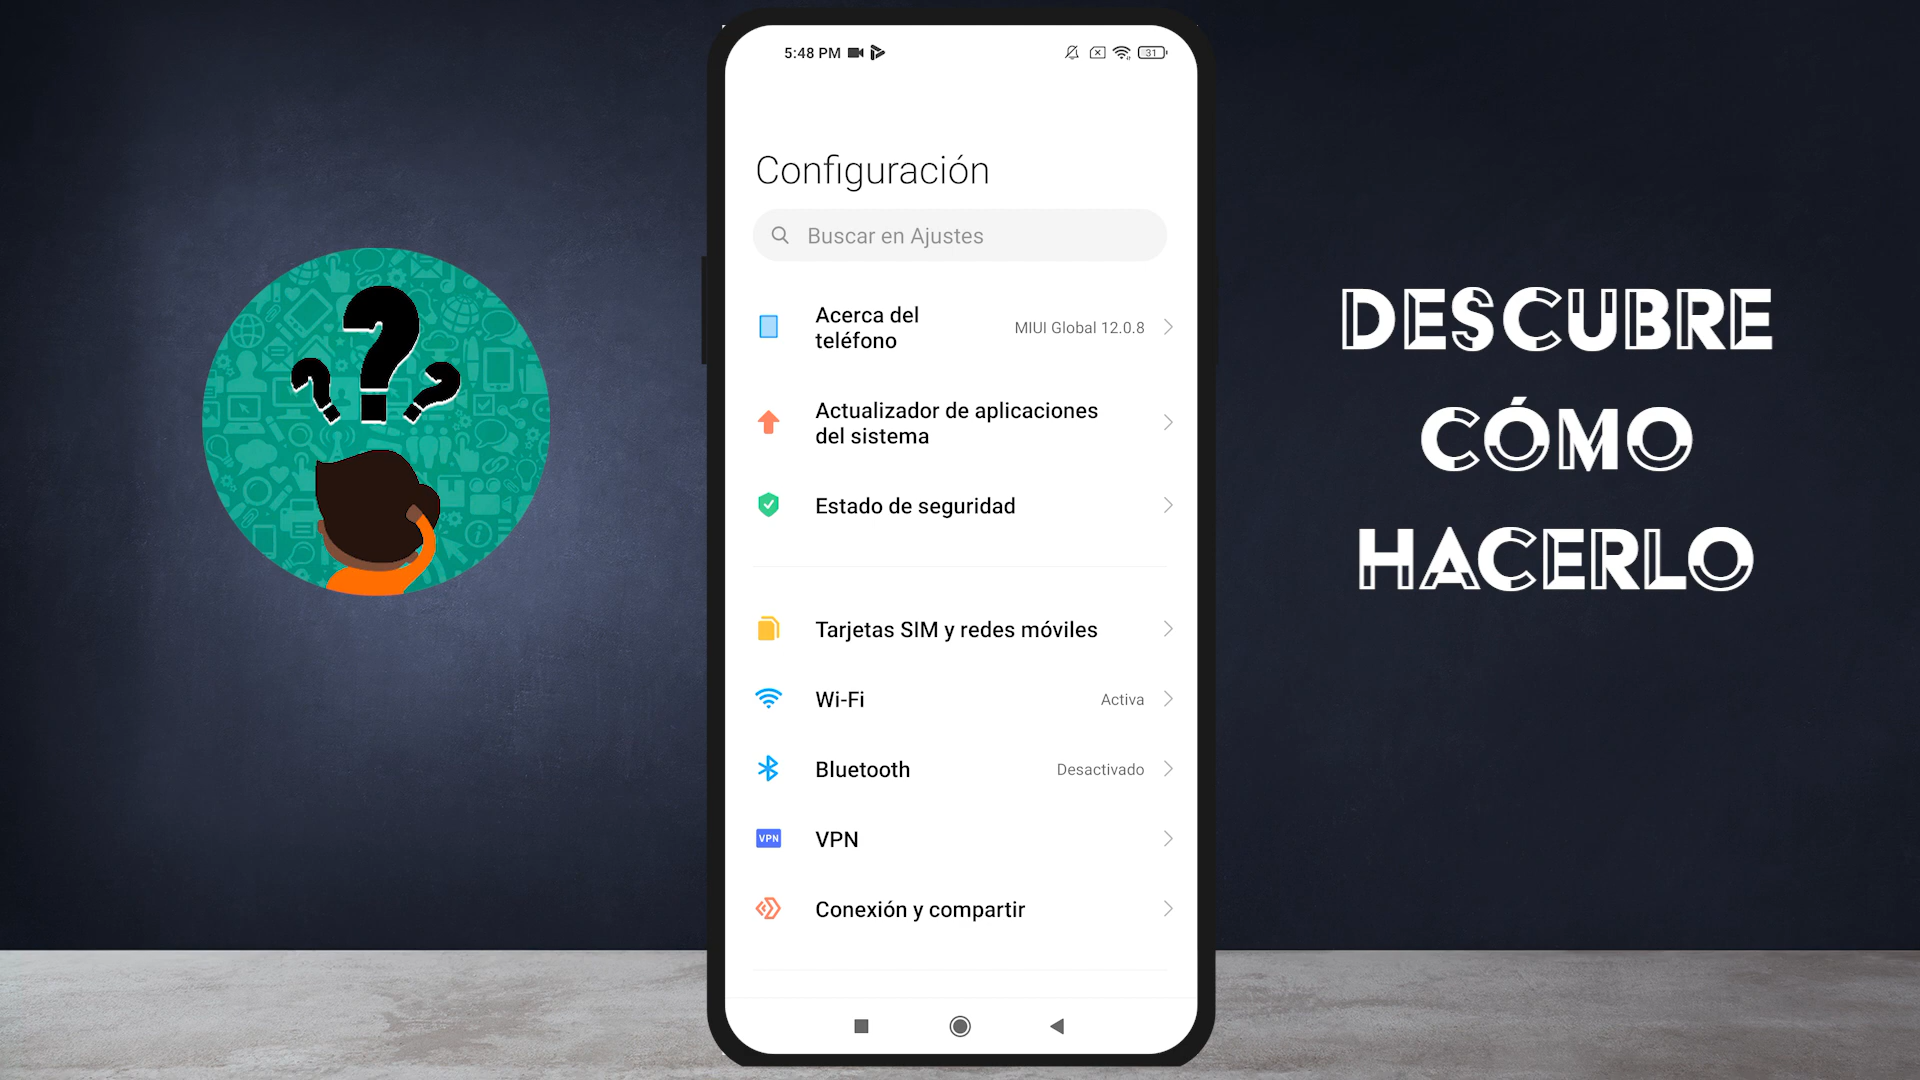 5:48 PM
31
Configuración
Buscar en Ajustes
Acerca del
teléfono
MIUI Global 12.0.8
Actualizador de aplicaciones
del sistema
Estado de seguridad
Tarjetas SIM y redes móviles
Wi-Fi
Activa
Bluetooth
Desactivado
VPN
VPN
Conexión y compartir
DESCUBRE
CÓMO
HACERLO